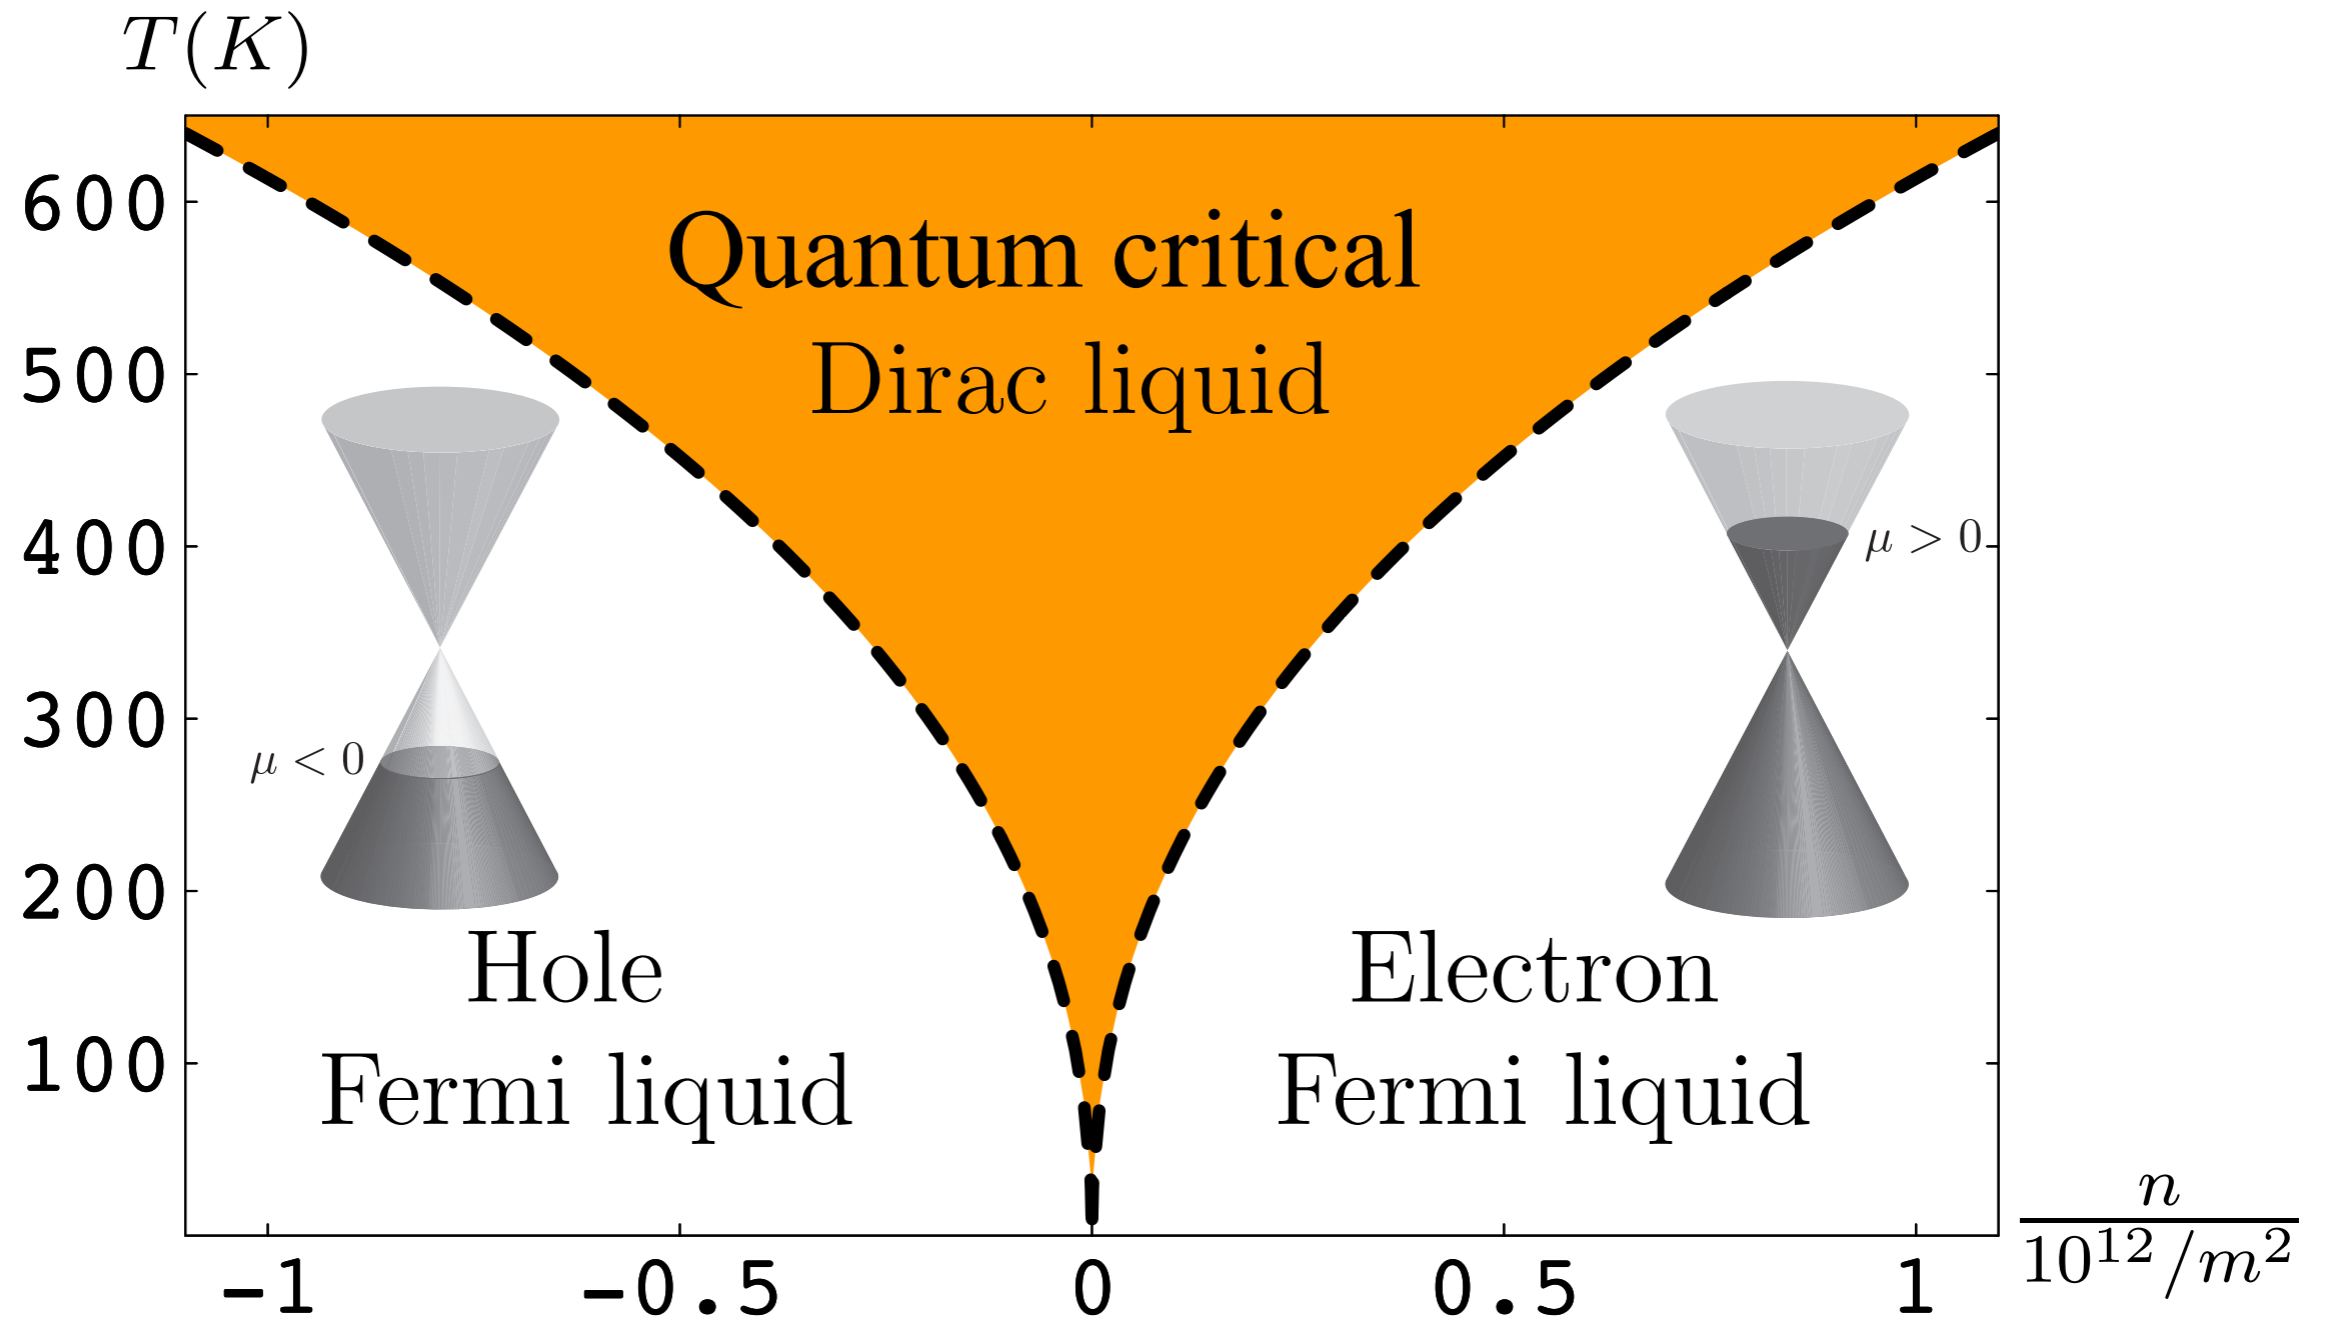 T(K)
600
500
400
300
200
100
Quantum critical
Dirac liquid
μ > 0
μ < 0
Hole
Fermi liquid
Electron
Fermi liquid
-1
-0.5
0
0.5
1
n
10^12/m^2